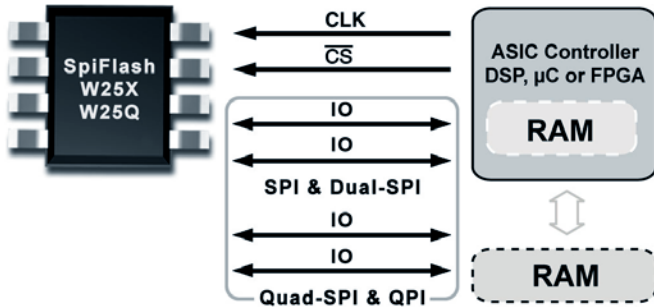 SpiFlash
W25X
W25Q
CLK
CS
IO
IO
SPI & Dual-SPI
IO
IO
Quad-SPI & QPI
ASIC Controller
DSP, µC or FPGA
RAM
RAM